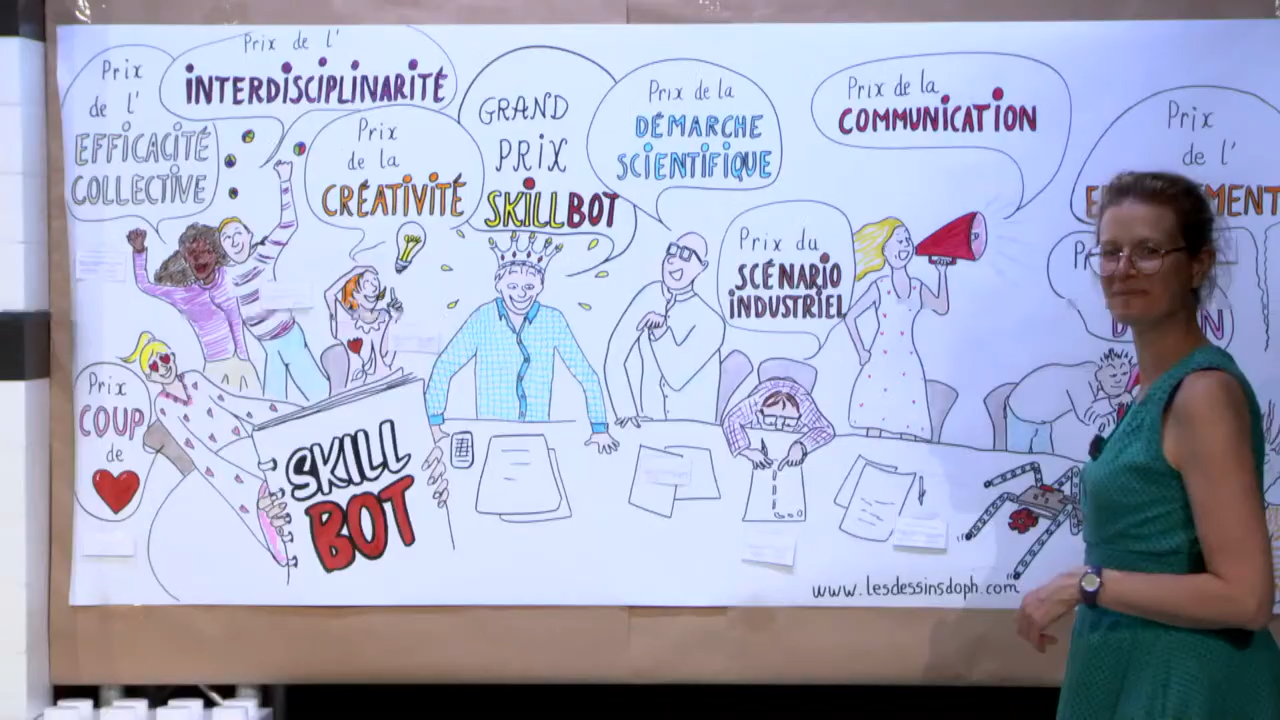 Prix
de l'
EFFICACITÉ
COLLECTIVE
Prix de l'
INTERDISCIPLINARITÉ
Prix
de la
CRÉATIVITÉ
GRAND
PRIX
SKILLBOT
Prix de la
DÉMARCHE
SCIENTIFIQUE
Prix du
SCÉNARIO
INDUSTRIEL
Prix de la
COMMUNICATION
Prix
de l'
Prix
COUP
de
SKILL
BOT
www.lesdessinsdoph.com